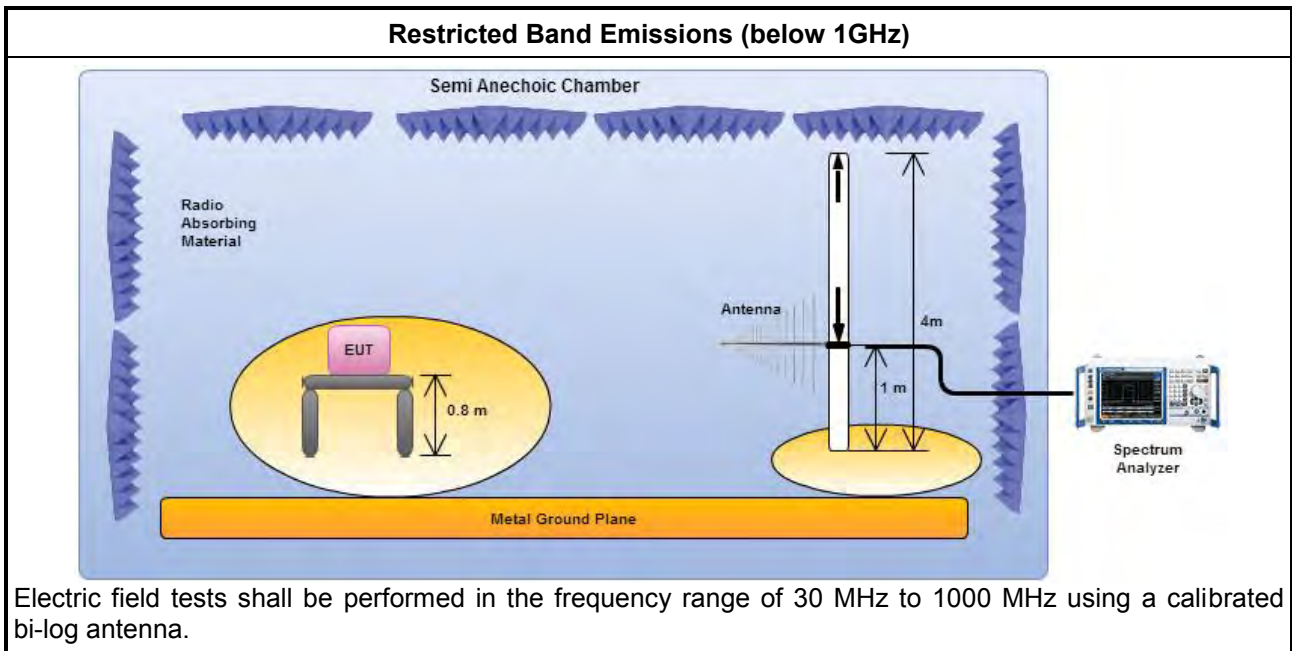 Restricted Band Emissions (below 1GHz)
Semi Anechoic Chamber
Radio
Absorbing
Material
Antenna
4m
EUT
1 m
0.8 m
Spectrum
Analyzer
Metal Ground Plane
Electric field tests shall be performed in the frequency range of 30 MHz to 1000 MHz using a calibrated
bi-log antenna.